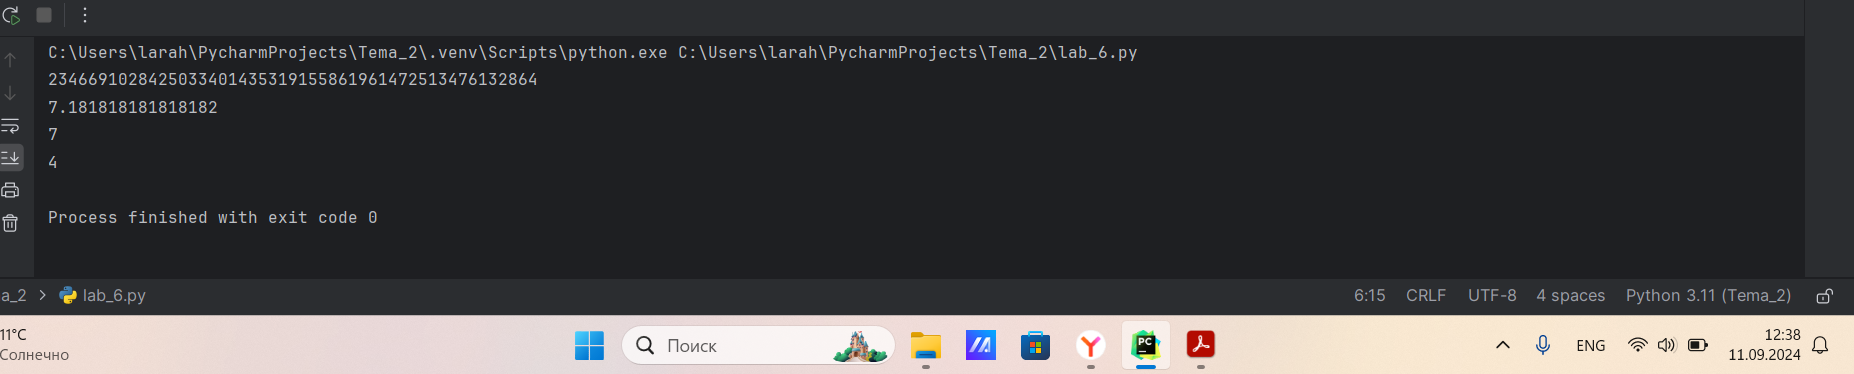 C:\Users\larah\PycharmProjects\Tema_2\.venv\Scripts\python.exe C:\Users\larah\PycharmProjects\Tema_2\lab_6.py
2346691028425033401435319155861961472513476132864
7.181818181818182
7
4
Process finished with exit code 0
a_2 > lab_6.py
6:15 CRLF UTF-8 4 spaces Python 3.11 (Tema_2)
11°C
Солнечно
Поиск
PC
ENG
12:38
11.09.2024